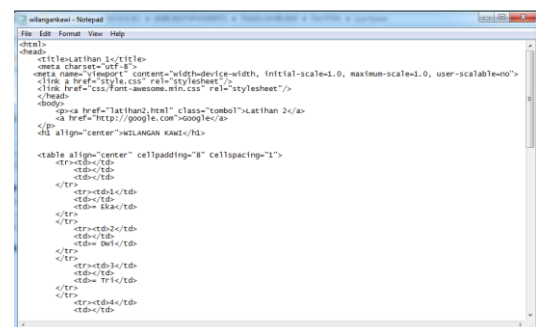 wilangankawi - Notepad
File Edit Format View Help
<html>
<head>
<title>Latihan 1</title>
<meta charset="utf-8">
<meta name="viewport" content="width=device-width, initial-scale=1.0, maximum-scale=1.0, user-scalable=no">
<link a href="style.css" rel="stylesheet"/>
<link href="css/font-awesome.min.css" rel="stylesheet"/>
</head>
<body>
<p><a href="latihan2.html" class="tombol">Latihan 2</a>
<a href="http://google.com">Google</a>
</p>
<h1 align="center">WILANGAN KAWI</h1>
<table align="center" cellpadding="8" Cellspacing="1">
<tr><td></td>
<td></td>
<td></td>
</tr>
<tr><td>1</td>
<td>= Eka</td>
</tr>
</tr>
<tr><td>2</td>
<td></td>
<td>= Dwi</td>
</tr>
</tr>
<tr><td>3</td>
<td></td>
<td>= Tri</td>
</tr>
</tr>
<tr><td>4</td>
<td></td>